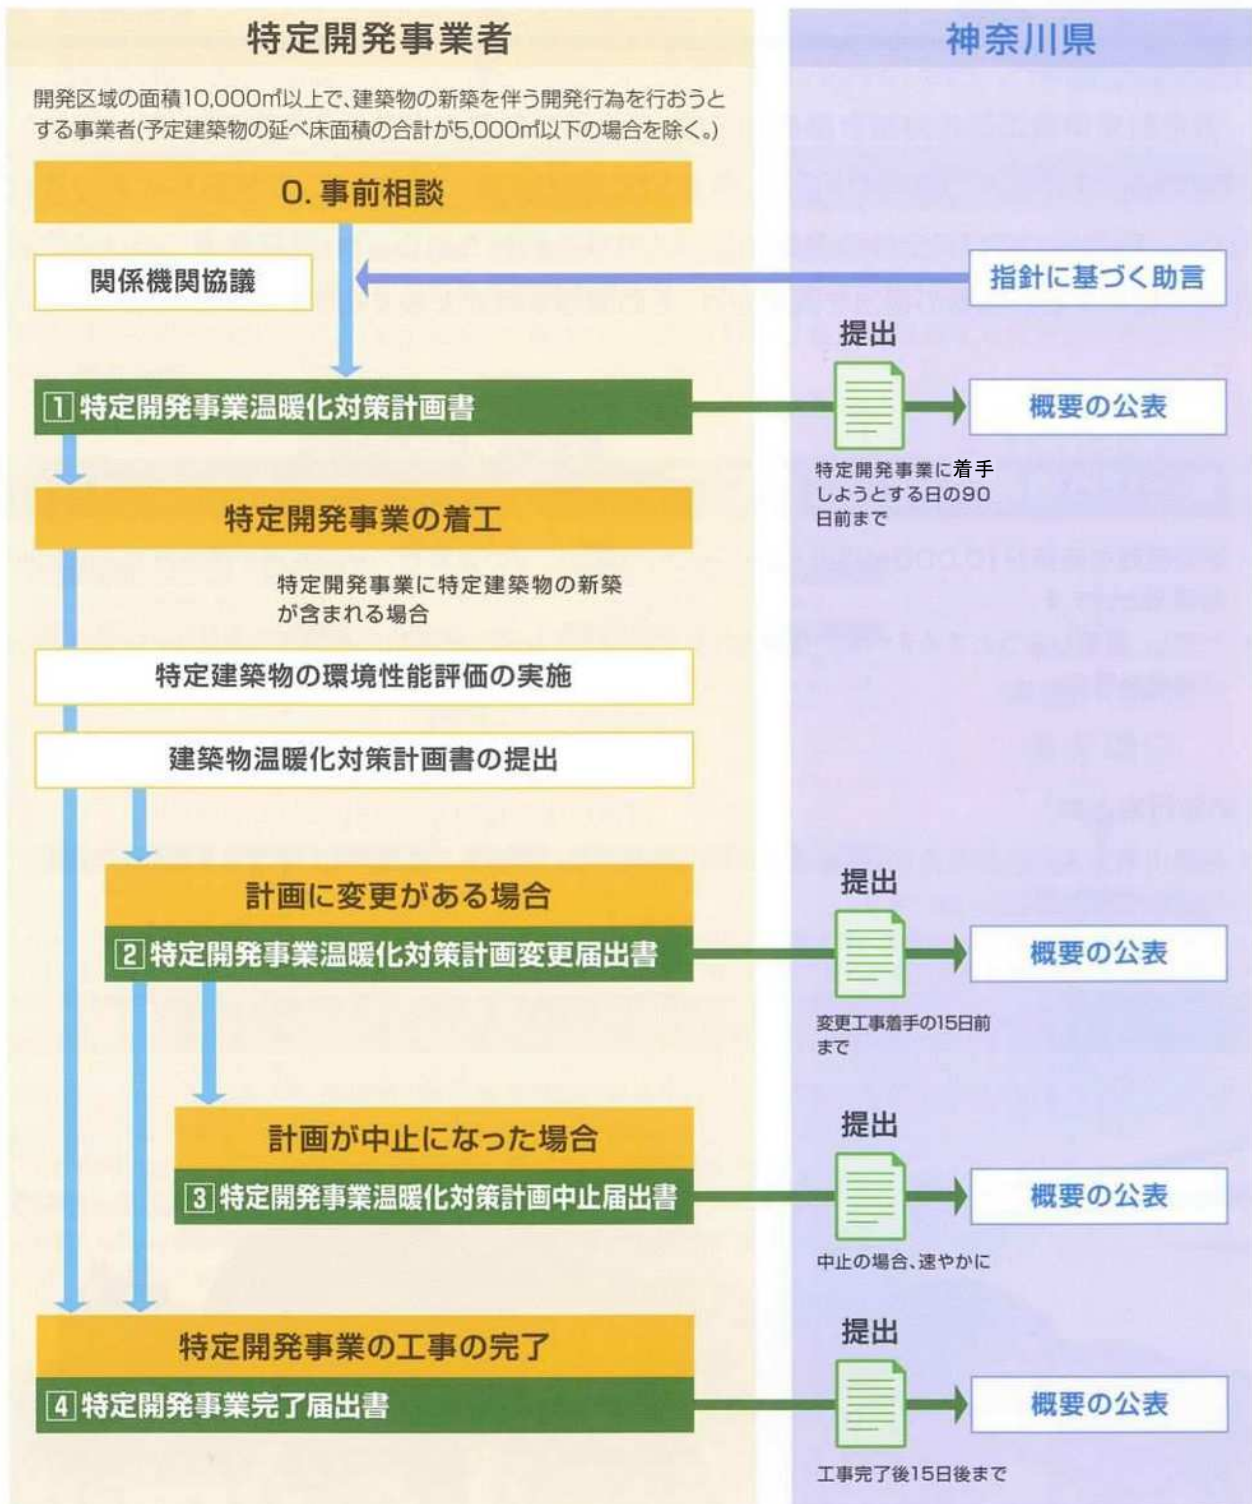 特定開発事業者
神奈川県
開発区域の面積10,000㎡以上で、建築物の新築を伴う開発行為を行おうと
する事業者(予定建築物の延べ床面積の合計が5,000㎡以下の場合を除く。)
0. 事前相談
関係機関協議
指針に基づく助言
提出
1 特定開発事業温暖化対策計画書
概要の公表
特定開発事業に着手
しようとする日の90
日前まで
特定開発事業の着工
特定開発事業に特定建築物の新築
が含まれる場合
特定建築物の環境性能評価の実施
建築物温暖化対策計画書の提出
計画に変更がある場合
提出
2 特定開発事業温暖化対策計画変更届出書
概要の公表
変更工事着手の15日前
まで
計画が中止になった場合
提出
3 特定開発事業温暖化対策計画中止届出書
概要の公表
中止の場合、速やかに
特定開発事業の工事の完了
提出
4 特定開発事業完了届出書
概要の公表
工事完了後15日後まで